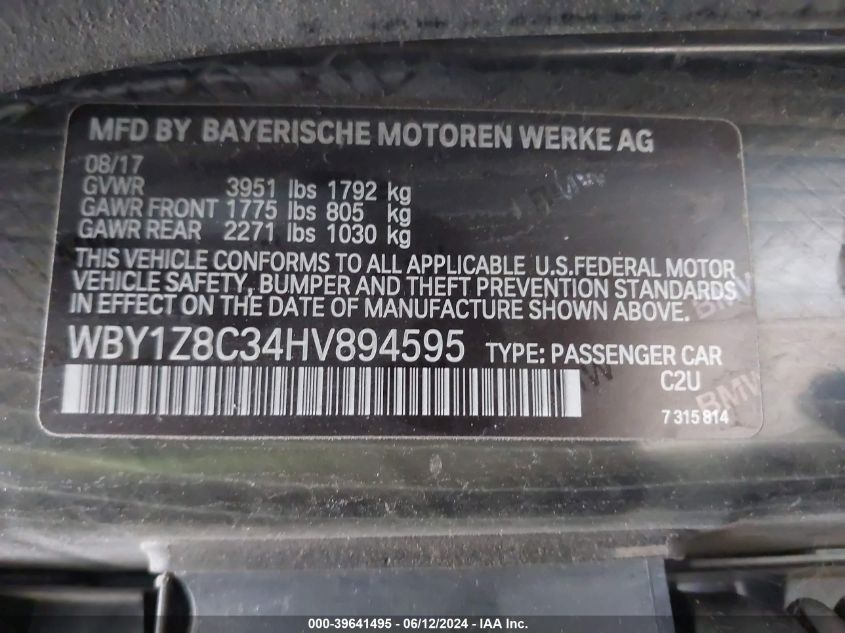 MFD BY BAYERISCHE MOTOREN WERKE AG
08/17
GVWR 3951 lbs 1792 kg
GAWR FRONT 1775 lbs 805 kg
GAWR REAR 2271 lbs 1030 kg
THIS VEHICLE CONFORMS TO ALL APPLICABLE U.S.FEDERAL MOTOR
VEHICLE SAFETY, BUMPER AND THEFT PREVENTION STANDARDS
IN EFFECT ON THE DATE OF MANUFACTURE SHOWN ABOVE.
WBY1Z8C34HV894595 TYPE: PASSENGER CAR
C2U
BMW
7 315 814
000-39641495 - 06/12/2024 - IAA Inc.